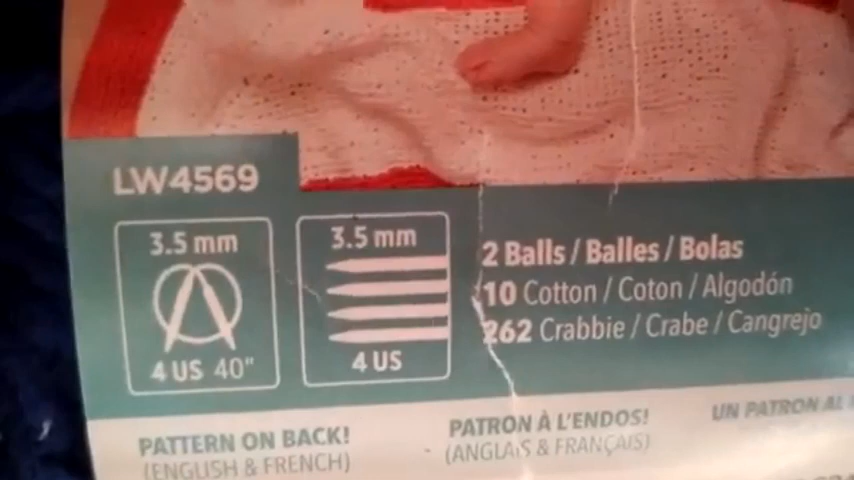 LW4569
3.5 mm
4 US 40"
3.5 mm
4 US
2 Balls / Balles / Bolas
10 Cotton / Coton / Algodón
262 Crabbie / Crabe / Cangrejo
PATTERN ON BACK!
(ENGLISH & FRENCH)
PATRON À L'ENDOS!
(ANGLAIS & FRANÇAIS)
UN PATRON AL